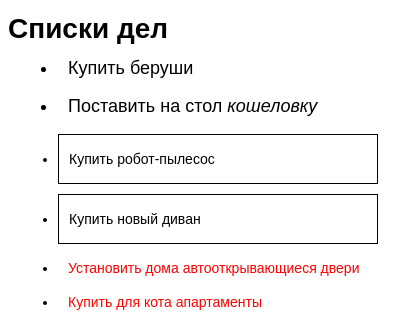 Списки дел
Купить беруши
Поставить на стол кошеловку
Купить робот-пылесос
Купить новый диван
Установить дома автооткрывающиеся двери
Купить для кота апартаменты